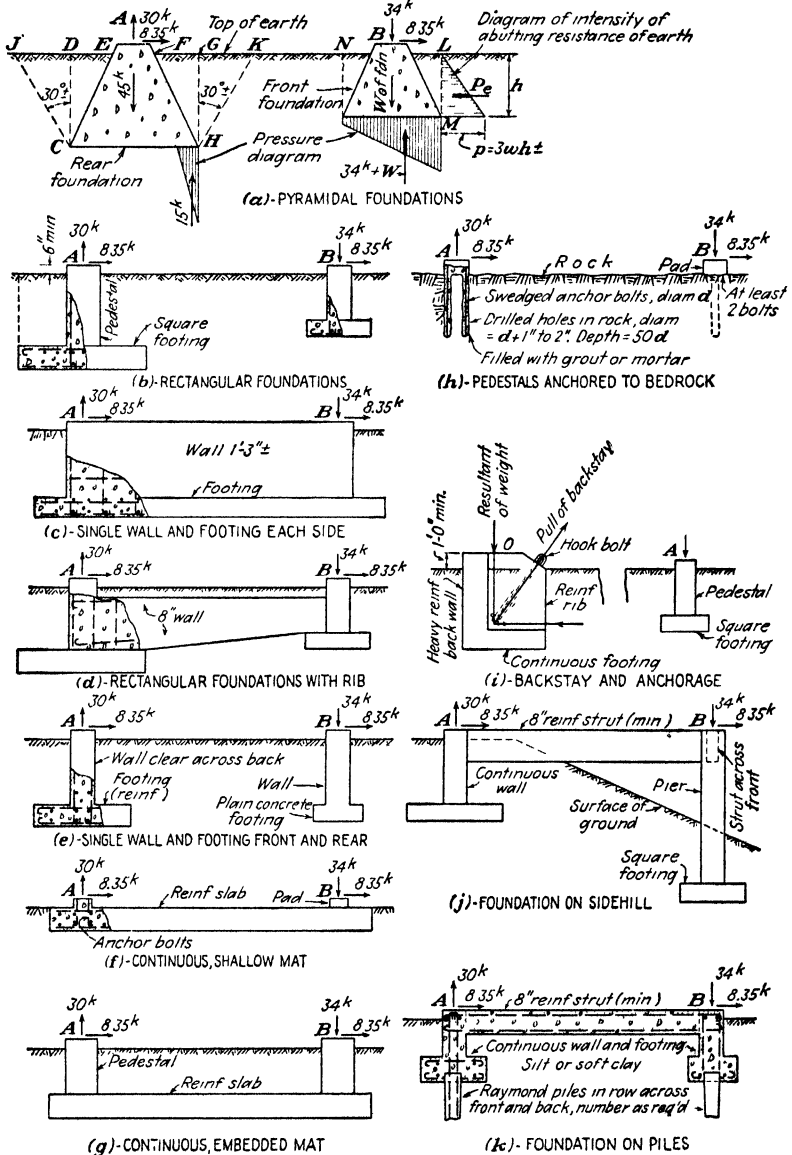 A 30k 8.35k
Top of earth
34k B 8.35k
Diagram of intensity of
abutting resistance of earth
J D E F G K N L
30°± 45k 30°±
Front
foundation
W of fdn
Pe h
C H M
Rear
foundation
Pressure
diagram
15k
34k+W
p=3wh±
(a)-PYRAMIDAL FOUNDATIONS
6" min
A 30k 8.35k
B 34k 8.35k
Pedestal
Square
footing
(b)-RECTANGULAR FOUNDATIONS
A 30k 8.35k
34k B 8.35k
Rock
Pad
Swedged anchor bolts, diam d
At least
2 bolts
Drilled holes in rock, diam
= d+1" to 2". Depth=50d
Filled with grout or mortar
(h)-PEDESTALS ANCHORED TO BEDROCK
A 30k 8.35k
B 34k 8.35k
Wall 1'-3"±
Footing
(c)-SINGLE WALL AND FOOTING EACH SIDE
A 30k 8.35k
B 34k 8.35k
8" wall
(d)-RECTANGULAR FOUNDATIONS WITH RIB
1'-0" min.
Resultant
of weight
Pull of backstay
O
Hook bolt
Heavy reinf
back wall
Reinf
rib
Continuous footing
A
Pedestal
Square
footing
(i)-BACKSTAY AND ANCHORAGE
A 30k 8.35k
B 34k 8.35k
Wall clear across back
Footing
(reinf)
Wall
Plain concrete
footing
(e)-SINGLE WALL AND FOOTING FRONT AND REAR
A 30k 8.35k
8" reinf strut (min)
B 34k 8.35k
Continuous
wall
Pier
Strut across
front
Surface of
ground
Square
footing
(j)-FOUNDATION ON SIDEHILL
A 30k 8.35k
Reinf slab
Pad
B 34k 8.35k
Anchor bolts
(f)-CONTINUOUS, SHALLOW MAT
A 30k 8.35k
B 34k 8.35k
Pedestal
Reinf slab
(g)-CONTINUOUS, EMBEDDED MAT
A 30k 8.35k
8" reinf strut (min)
B 34k 8.35k
Continuous wall and footing
Silt or soft clay
Raymond piles in row across
front and back, number as req'd
(k)-FOUNDATION ON PILES